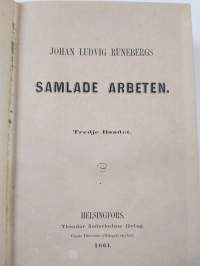 JOHAN LUDVIG RUNEBERGS
SAMLADE ARBETEN.
Tredje Bandet.
HELSINGFORS,
Theodor Sederholms förlag.
1861.